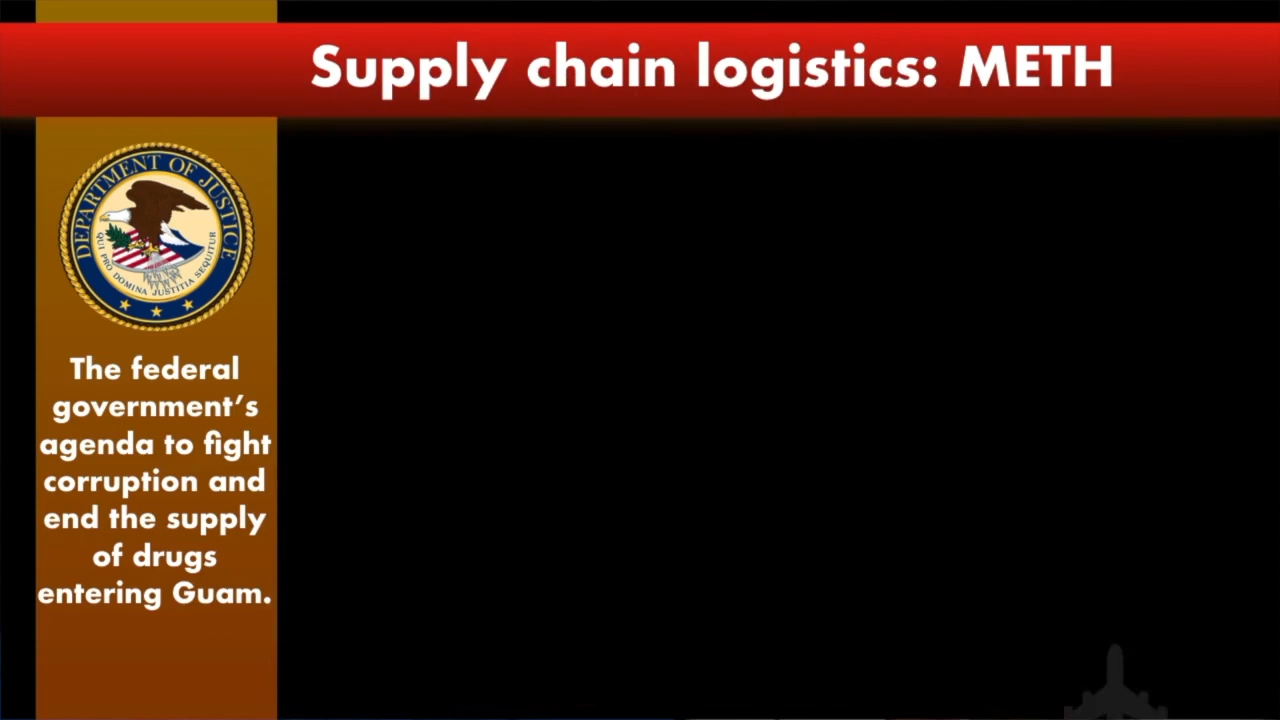 Supply chain logistics: METH
DEPARTMENT OF JUSTICE
QUI PRO DOMINA JUSTITIA SEQUITUR
The federal
government’s
agenda to fight
corruption and
end the supply
of drugs
entering Guam.